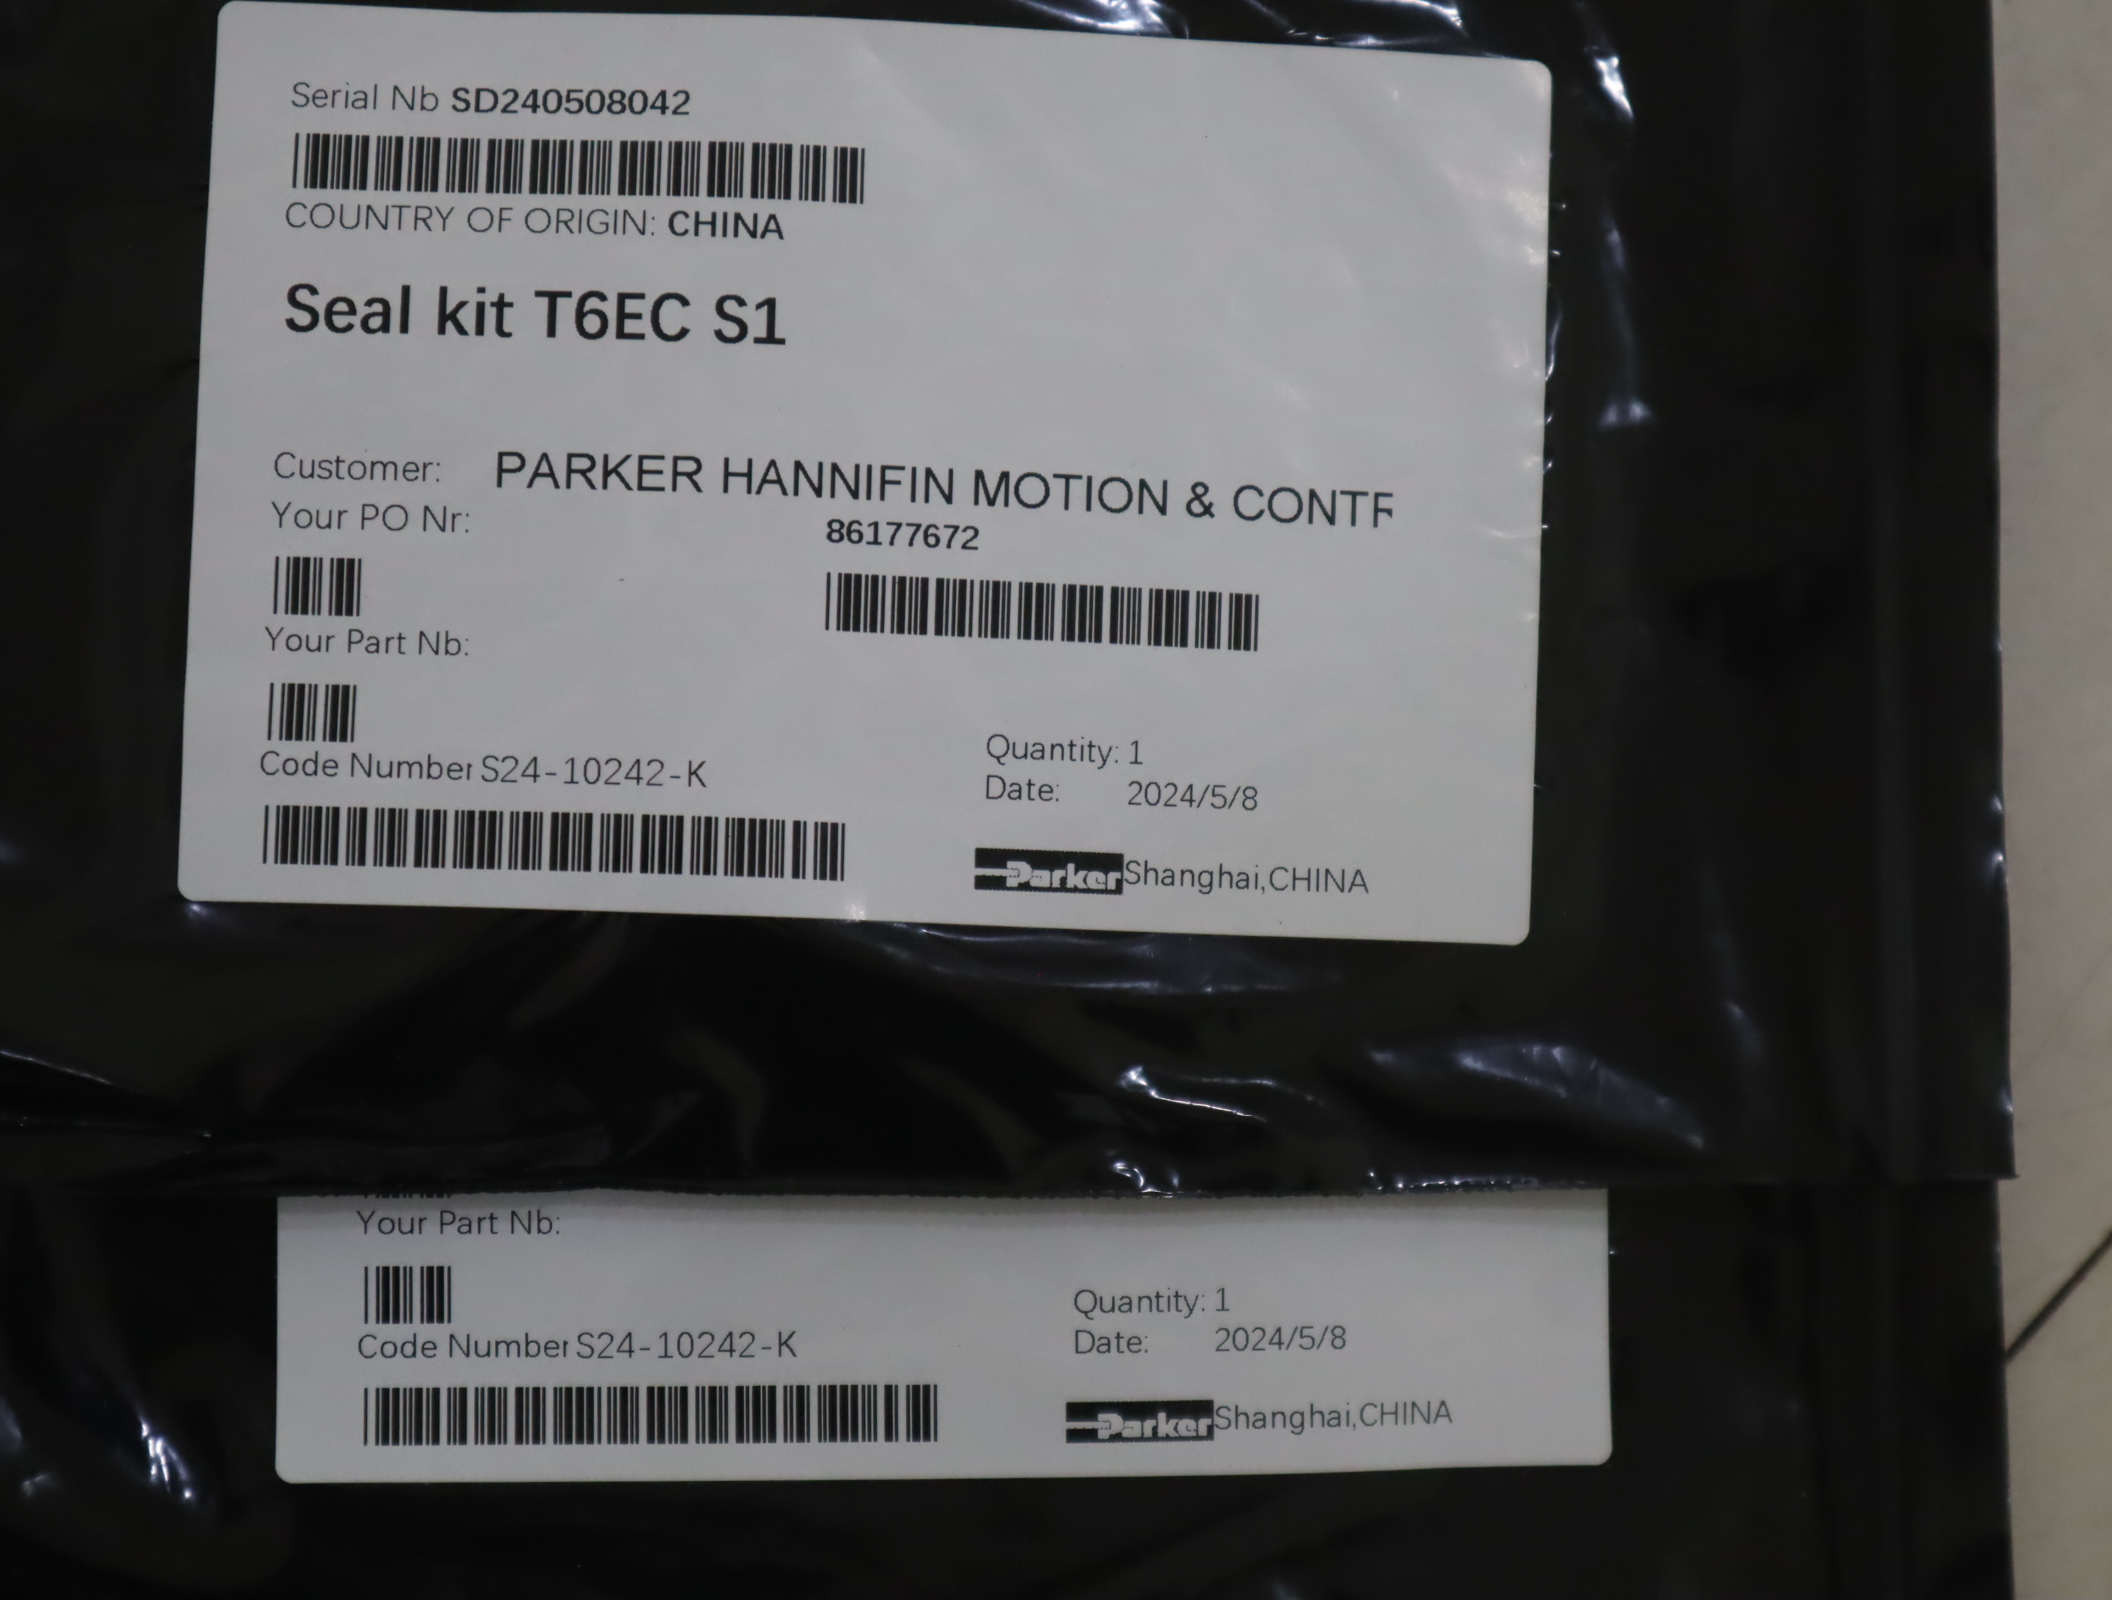 Serial Nb SD240508042
COUNTRY OF ORIGIN: CHINA
Seal kit T6EC S1
Customer: PARKER HANNIFIN MOTION & CONTR
Your PO Nr:
86177672
Your Part Nb:
Code Number S24-10242-K
Quantity: 1
Date: 2024/5/8
Parker Shanghai,CHINA
Your Part Nb:
Code Number S24-10242-K
Quantity: 1
Date: 2024/5/8
Parker Shanghai,CHINA